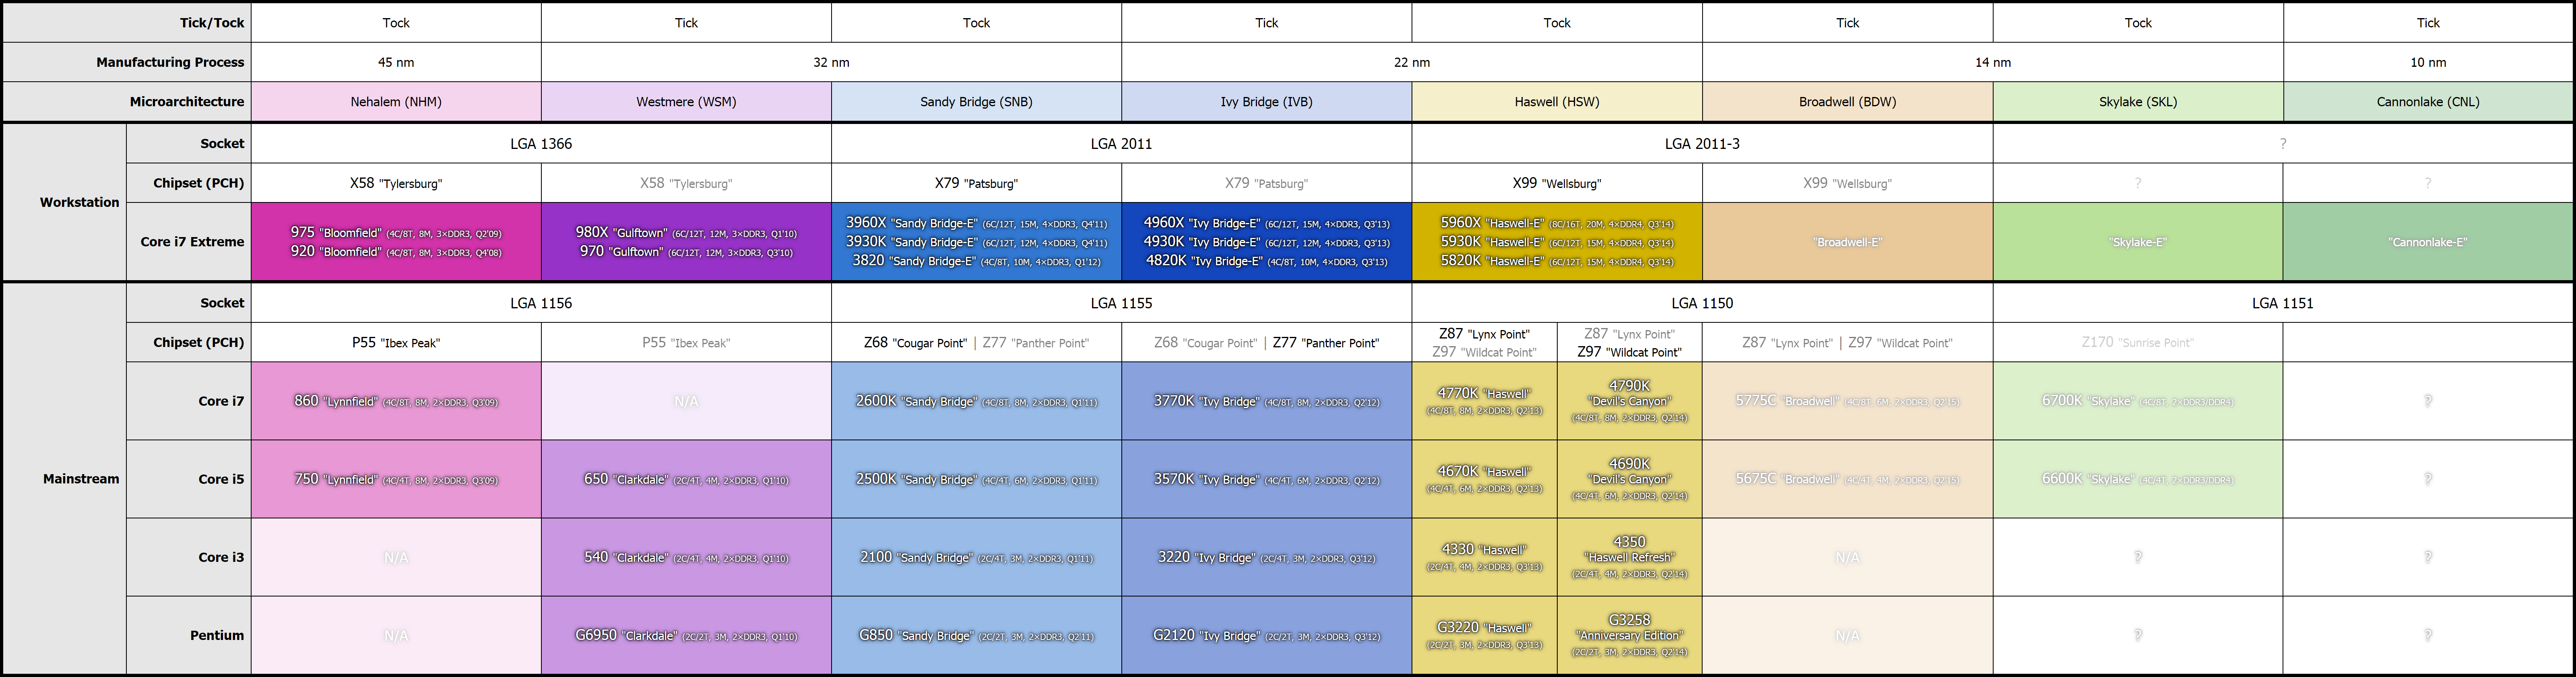 Tick/Tock Tock Tick Tock Tick Tock Tick Tock Tick
Manufacturing Process 45 nm 32 nm 22 nm 14 nm 10 nm
Microarchitecture Nehalem (NHM) Westmere (WSM) Sandy Bridge (SNB) Ivy Bridge (IVB) Haswell (HSW) Broadwell (BDW) Skylake (SKL) Cannonlake (CNL)
Workstation
Socket LGA 1366 LGA 2011 LGA 2011-3 ?
Chipset (PCH) X58 "Tylersburg" X58 "Tylersburg" X79 "Patsburg" X79 "Patsburg" X99 "Wellsburg" X99 "Wellsburg" ? ?
Core i7 Extreme
975 "Bloomfield" (4C/8T, 8M, 3×DDR3, Q2'09)
920 "Bloomfield" (4C/8T, 8M, 3×DDR3, Q4'08)
980X "Gulftown" (6C/12T, 12M, 3×DDR3, Q1'10)
970 "Gulftown" (6C/12T, 12M, 3×DDR3, Q3'10)
3960X "Sandy Bridge-E" (6C/12T, 15M, 4×DDR3, Q4'11)
3930K "Sandy Bridge-E" (6C/12T, 12M, 4×DDR3, Q4'11)
3820 "Sandy Bridge-E" (4C/8T, 10M, 4×DDR3, Q1'12)
4960X "Ivy Bridge-E" (6C/12T, 15M, 4×DDR3, Q3'13)
4930K "Ivy Bridge-E" (6C/12T, 12M, 4×DDR3, Q3'13)
4820K "Ivy Bridge-E" (4C/8T, 10M, 4×DDR3, Q3'13)
5960X "Haswell-E" (8C/16T, 20M, 4×DDR4, Q3'14)
5930K "Haswell-E" (6C/12T, 15M, 4×DDR4, Q3'14)
5820K "Haswell-E" (6C/12T, 15M, 4×DDR4, Q3'14)
"Broadwell-E"
"Skylake-E"
"Cannonlake-E"
Mainstream
Socket LGA 1156 LGA 1155 LGA 1150 LGA 1151
Chipset (PCH) P55 "Ibex Peak" P55 "Ibex Peak" Z68 "Cougar Point" | Z77 "Panther Point" Z68 "Cougar Point" | Z77 "Panther Point"
Z87 "Lynx Point"
Z97 "Wildcat Point"
Z87 "Lynx Point"
Z97 "Wildcat Point"
Z87 "Lynx Point" | Z97 "Wildcat Point" Z170 "Sunrise Point"
Core i7
860 "Lynnfield" (4C/8T, 8M, 2×DDR3, Q3'09)
N/A
2600K "Sandy Bridge" (4C/8T, 8M, 2×DDR3, Q1'11)
3770K "Ivy Bridge" (4C/8T, 8M, 2×DDR3, Q2'12)
4770K "Haswell"
(4C/8T, 8M, 2×DDR3, Q2'13)
4790K
"Devil's Canyon"
(4C/8T, 8M, 2×DDR3, Q2'14)
5775C "Broadwell" (4C/8T, 6M, 2×DDR3, Q2'15)
6700K "Skylake" (4C/8T, 2×DDR3/DDR4)
?
Core i5
750 "Lynnfield" (4C/4T, 8M, 2×DDR3, Q3'09)
650 "Clarkdale" (2C/4T, 4M, 2×DDR3, Q1'10)
2500K "Sandy Bridge" (4C/4T, 6M, 2×DDR3, Q1'11)
3570K "Ivy Bridge" (4C/4T, 6M, 2×DDR3, Q2'12)
4670K "Haswell"
(4C/4T, 6M, 2×DDR3, Q2'13)
4690K
"Devil's Canyon"
(4C/4T, 6M, 2×DDR3, Q2'14)
5675C "Broadwell" (4C/4T, 4M, 2×DDR3, Q2'15)
6600K "Skylake" (4C/4T, 2×DDR3/DDR4)
?
Core i3
N/A
540 "Clarkdale" (2C/4T, 4M, 2×DDR3, Q1'10)
2100 "Sandy Bridge" (2C/4T, 3M, 2×DDR3, Q1'11)
3220 "Ivy Bridge" (2C/4T, 3M, 2×DDR3, Q3'12)
4330 "Haswell"
(2C/4T, 4M, 2×DDR3, Q3'13)
4350
"Haswell Refresh"
(2C/4T, 4M, 2×DDR3, Q2'14)
N/A
?
?
Pentium
N/A
G6950 "Clarkdale" (2C/2T, 3M, 2×DDR3, Q1'10)
G850 "Sandy Bridge" (2C/2T, 3M, 2×DDR3, Q2'11)
G2120 "Ivy Bridge" (2C/2T, 3M, 2×DDR3, Q3'12)
G3220 "Haswell"
(2C/2T, 3M, 2×DDR3, Q3'13)
G3258
"Anniversary Edition"
(2C/2T, 3M, 2×DDR3, Q2'14)
N/A
?
?